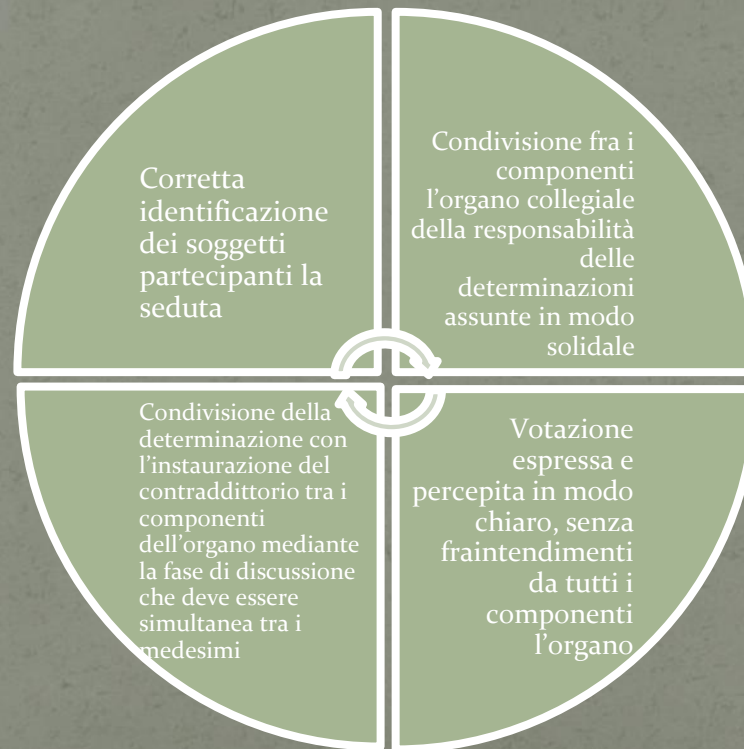 Corretta
identificazione
dei soggetti
partecipanti la
seduta
Condivisione fra i
componenti
l’organo collegiale
della responsabilità
delle
determinazioni
assunte in modo
solidale
Condivisione della
determinazione con
l’instaurazione del
contraddittorio tra i
componenti
dell’organo mediante
la fase di discussione
che deve essere
simultanea tra i
medesimi
Votazione
espressa e
percepita in modo
chiaro, senza
fraintendimenti
da tutti i
componenti
l’organo